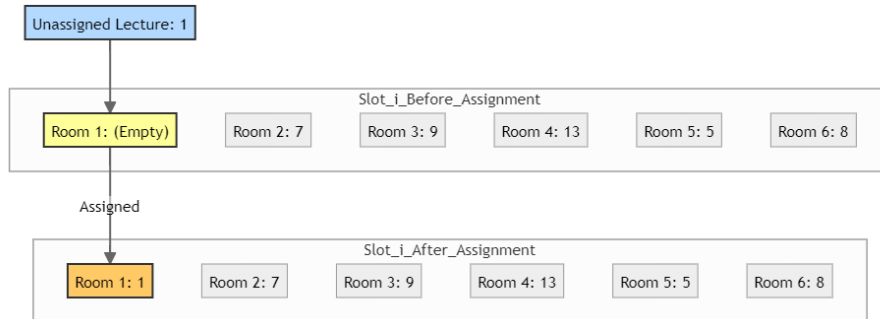 Unassigned Lecture: 1
Slot_i_Before_Assignment
Room 1: (Empty)
Room 2: 7
Room 3: 9
Room 4: 13
Room 5: 5
Room 6: 8
Assigned
Slot_i_After_Assignment
Room 1: 1
Room 2: 7
Room 3: 9
Room 4: 13
Room 5: 5
Room 6: 8